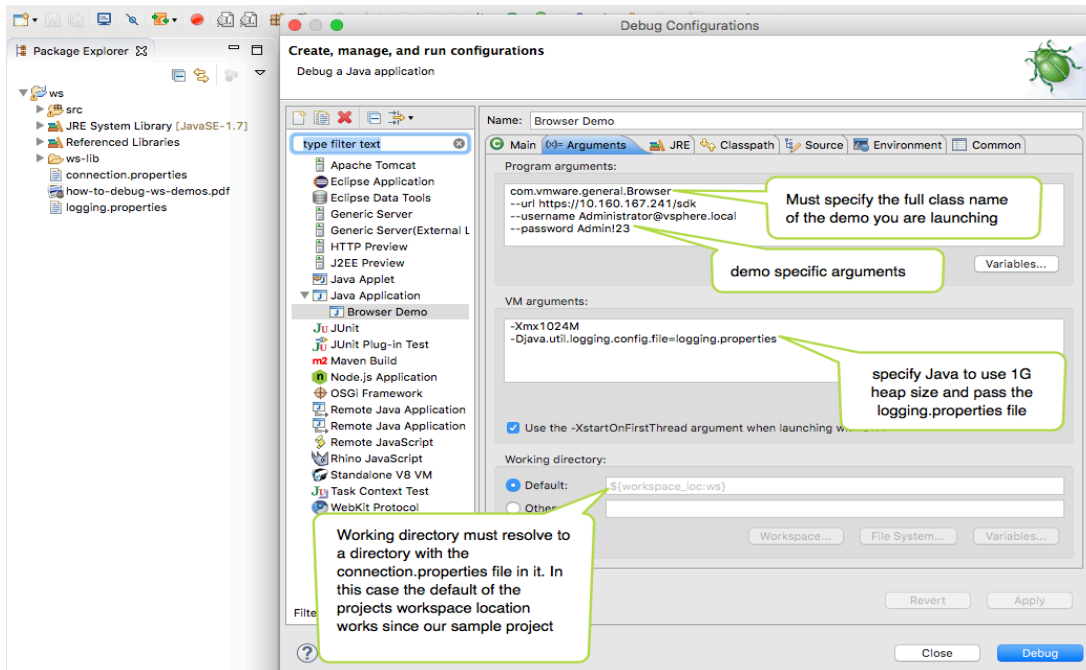 Package Explorer
ws
src
JRE System Library [JavaSE-1.7]
Referenced Libraries
ws-lib
connection.properties
how-to-debug-ws-demos.pdf
logging.properties
Debug Configurations
Create, manage, and run configurations
Debug a Java application
type filter text
Apache Tomcat
Eclipse Application
Eclipse Data Tools
Generic Server
Generic Server(External L
HTTP Preview
J2EE Preview
Java Applet
Java Application
Browser Demo
JUnit
JUnit Plug-in Test
m2 Maven Build
Node.js Application
OSGi Framework
Remote Java Application
Remote Java Application
Remote JavaScript
Rhino JavaScript
Standalone V8 VM
Task Context Test
WebKit Protocol
Name: Browser Demo
Main (x)= Arguments JRE Classpath Source Environment Common
Program arguments:
com.vmware.general.Browser
--url https://10.160.167.241/sdk
--username Administrator@vsphere.local
--password Admin!23
Must specify the full class name
of the demo you are launching
demo specific arguments
Variables...
VM arguments:
-Xmx1024M
-Djava.util.logging.config.file=logging.properties
specify Java to use 1G
heap size and pass the
logging.properties file
Use the -XstartOnFirstThread argument when launching
Working directory:
Default: ${workspace_loc:ws}
Other
Workspace... File System... Variables...
Working directory must resolve to
a directory with the
connection.properties file in it. In
this case the default of the
projects workspace location
works since our sample project
Revert Apply
?
Close Debug